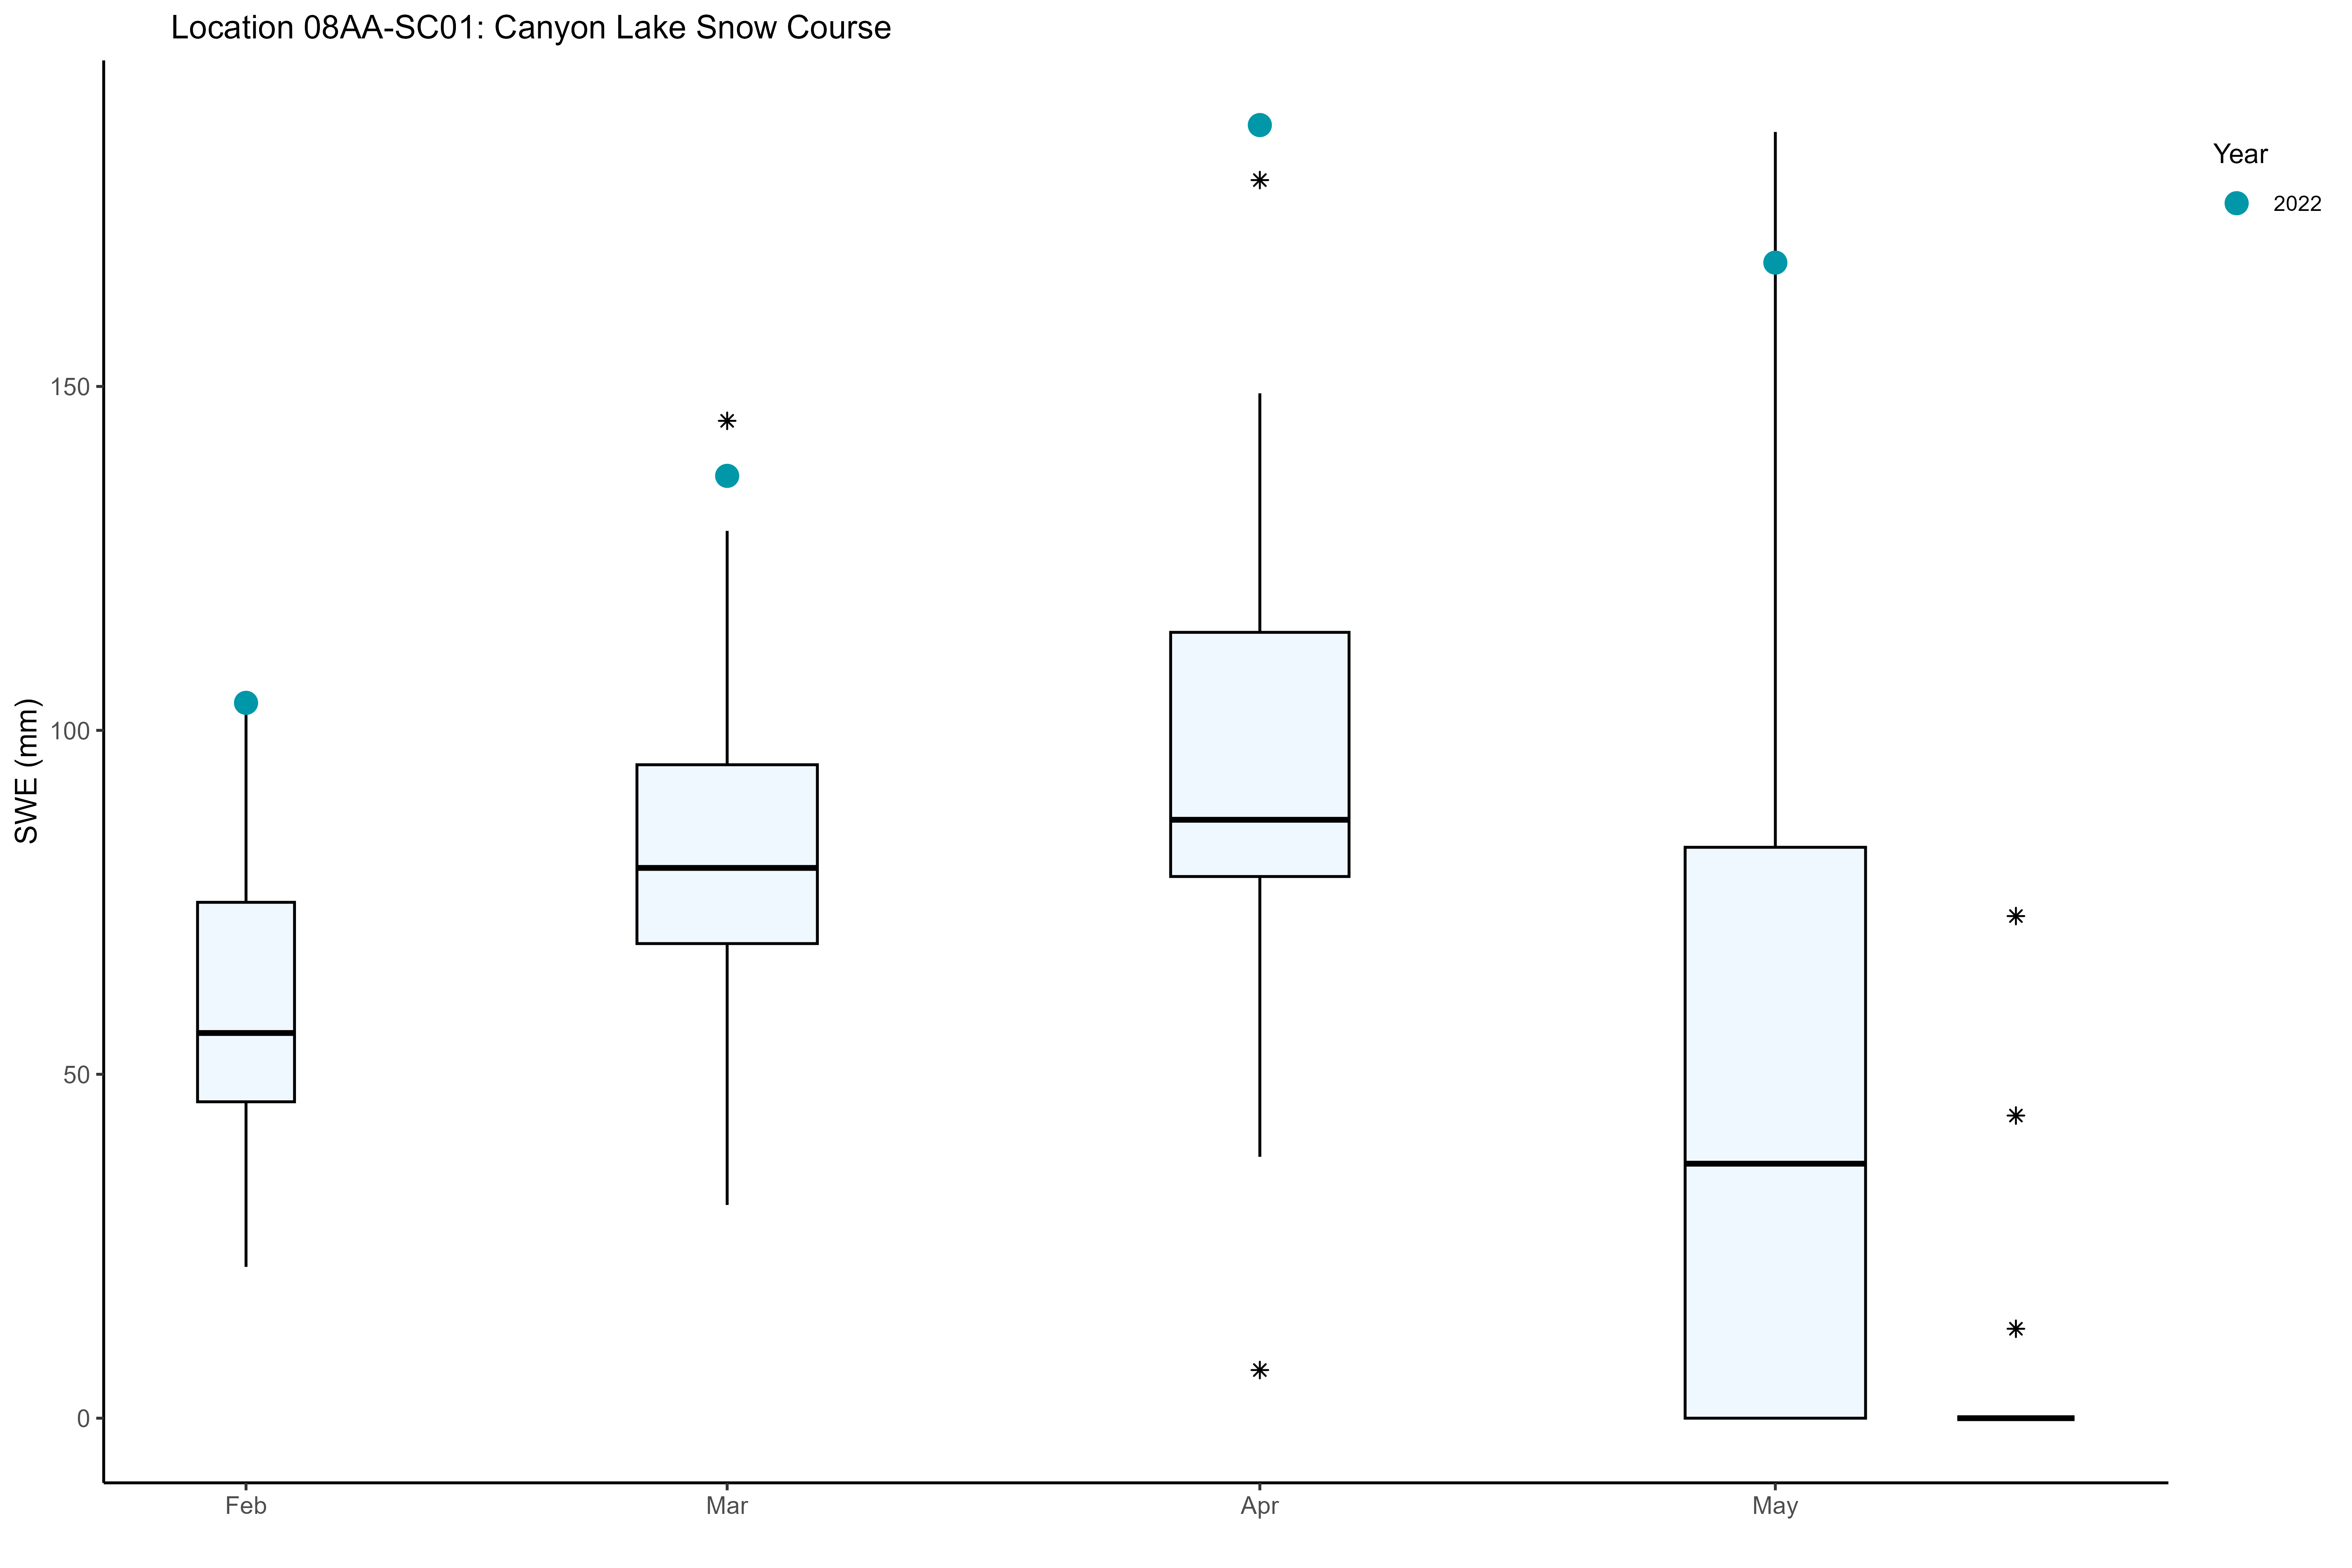 Location 08AA-SC01: Canyon Lake Snow Course
SWE (mm)
150
100
50
0
Feb Mar Apr May
Year
2022